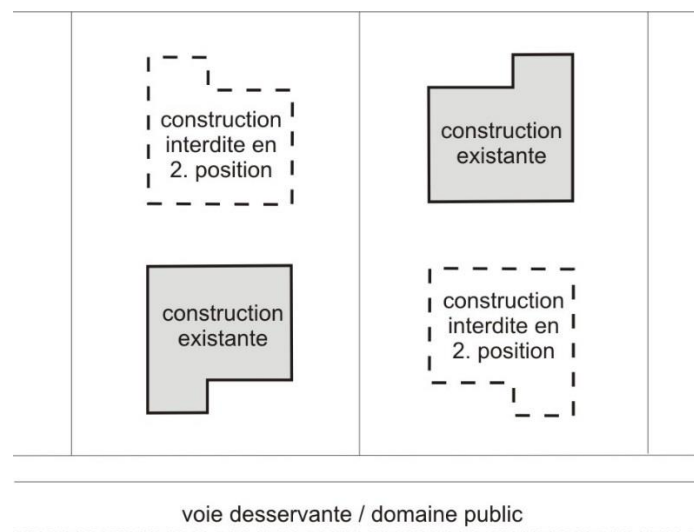 construction
interdite en
2. position
construction
existante
construction
existante
construction
interdite en
2. position
voie desservante / domaine public